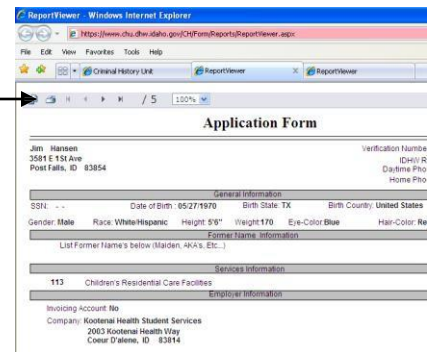 ReportViewer - Windows Internet Explorer
https://www.chu.dhw.idaho.gov/CH/Form/Reports/ReportViewer.aspx
File Edit View Favorites Tools Help
Criminal History Unit ReportViewer X ReportViewer
/ 5 100%
Application Form
Jim Hansen Verification Numbe
3581 E 1St Ave IDHW R
Post Falls, ID 83854 Daytime Pho
Home Pho
General Information
SSN: - - Date of Birth : 05/27/1970 Birth State: TX Birth Country: United States
Gender: Male Race: White/Hispanic Height: 5'6" Weight:170 Eye-Color:Blue Hair-Color: Re
Former Name Information
List Former Name's below (Maiden, AKA's, Etc...)
Services Information
113 Children's Residential Care Facilities
Employer Information
Invoicing Account: No
Company: Kootenai Health Student Services
2003 Kootenai Health Way
Coeur D'alene, ID 83814